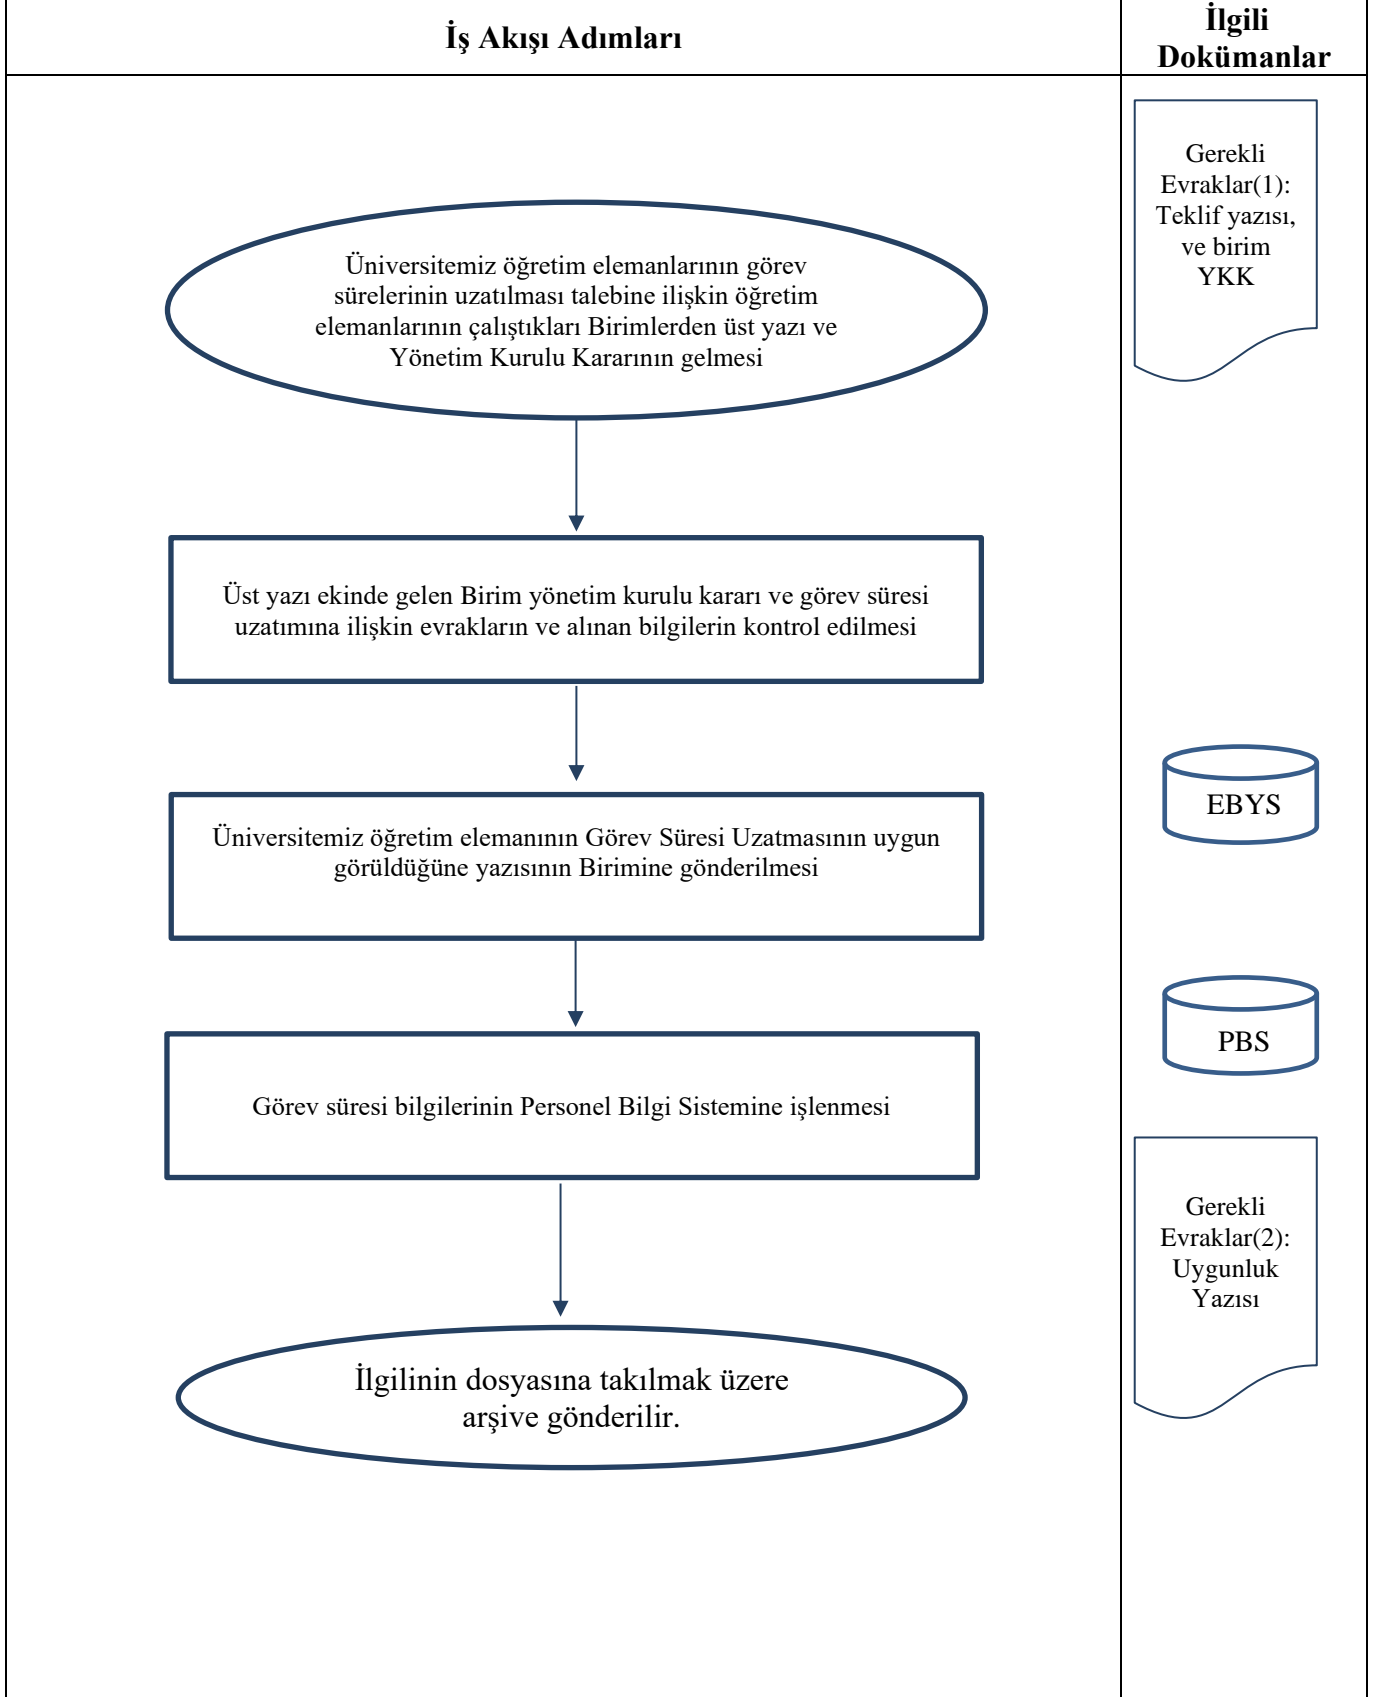 İş Akışı Adımları
İlgili
Dokümanlar
Gerekli
Evraklar(1):
Teklif yazısı,
ve birim
YKK
Üniversitemiz öğretim elemanlarının görev
sürelerinin uzatılması talebine ilişkin öğretim
elemanlarının çalıştıkları Birimlerden üst yazı ve
Yönetim Kurulu Kararının gelmesi
Üst yazı ekinde gelen Birim yönetim kurulu kararı ve görev süresi
uzatımına ilişkin evrakların ve alınan bilgilerin kontrol edilmesi
EBYS
Üniversitemiz öğretim elemanının Görev Süresi Uzatmasının uygun
görüldüğüne yazısının Birimine gönderilmesi
PBS
Görev süresi bilgilerinin Personel Bilgi Sistemine işlenmesi
Gerekli
Evraklar(2):
Uygunluk
Yazısı
İlgilinin dosyasına takılmak üzere
arşive gönderilir.